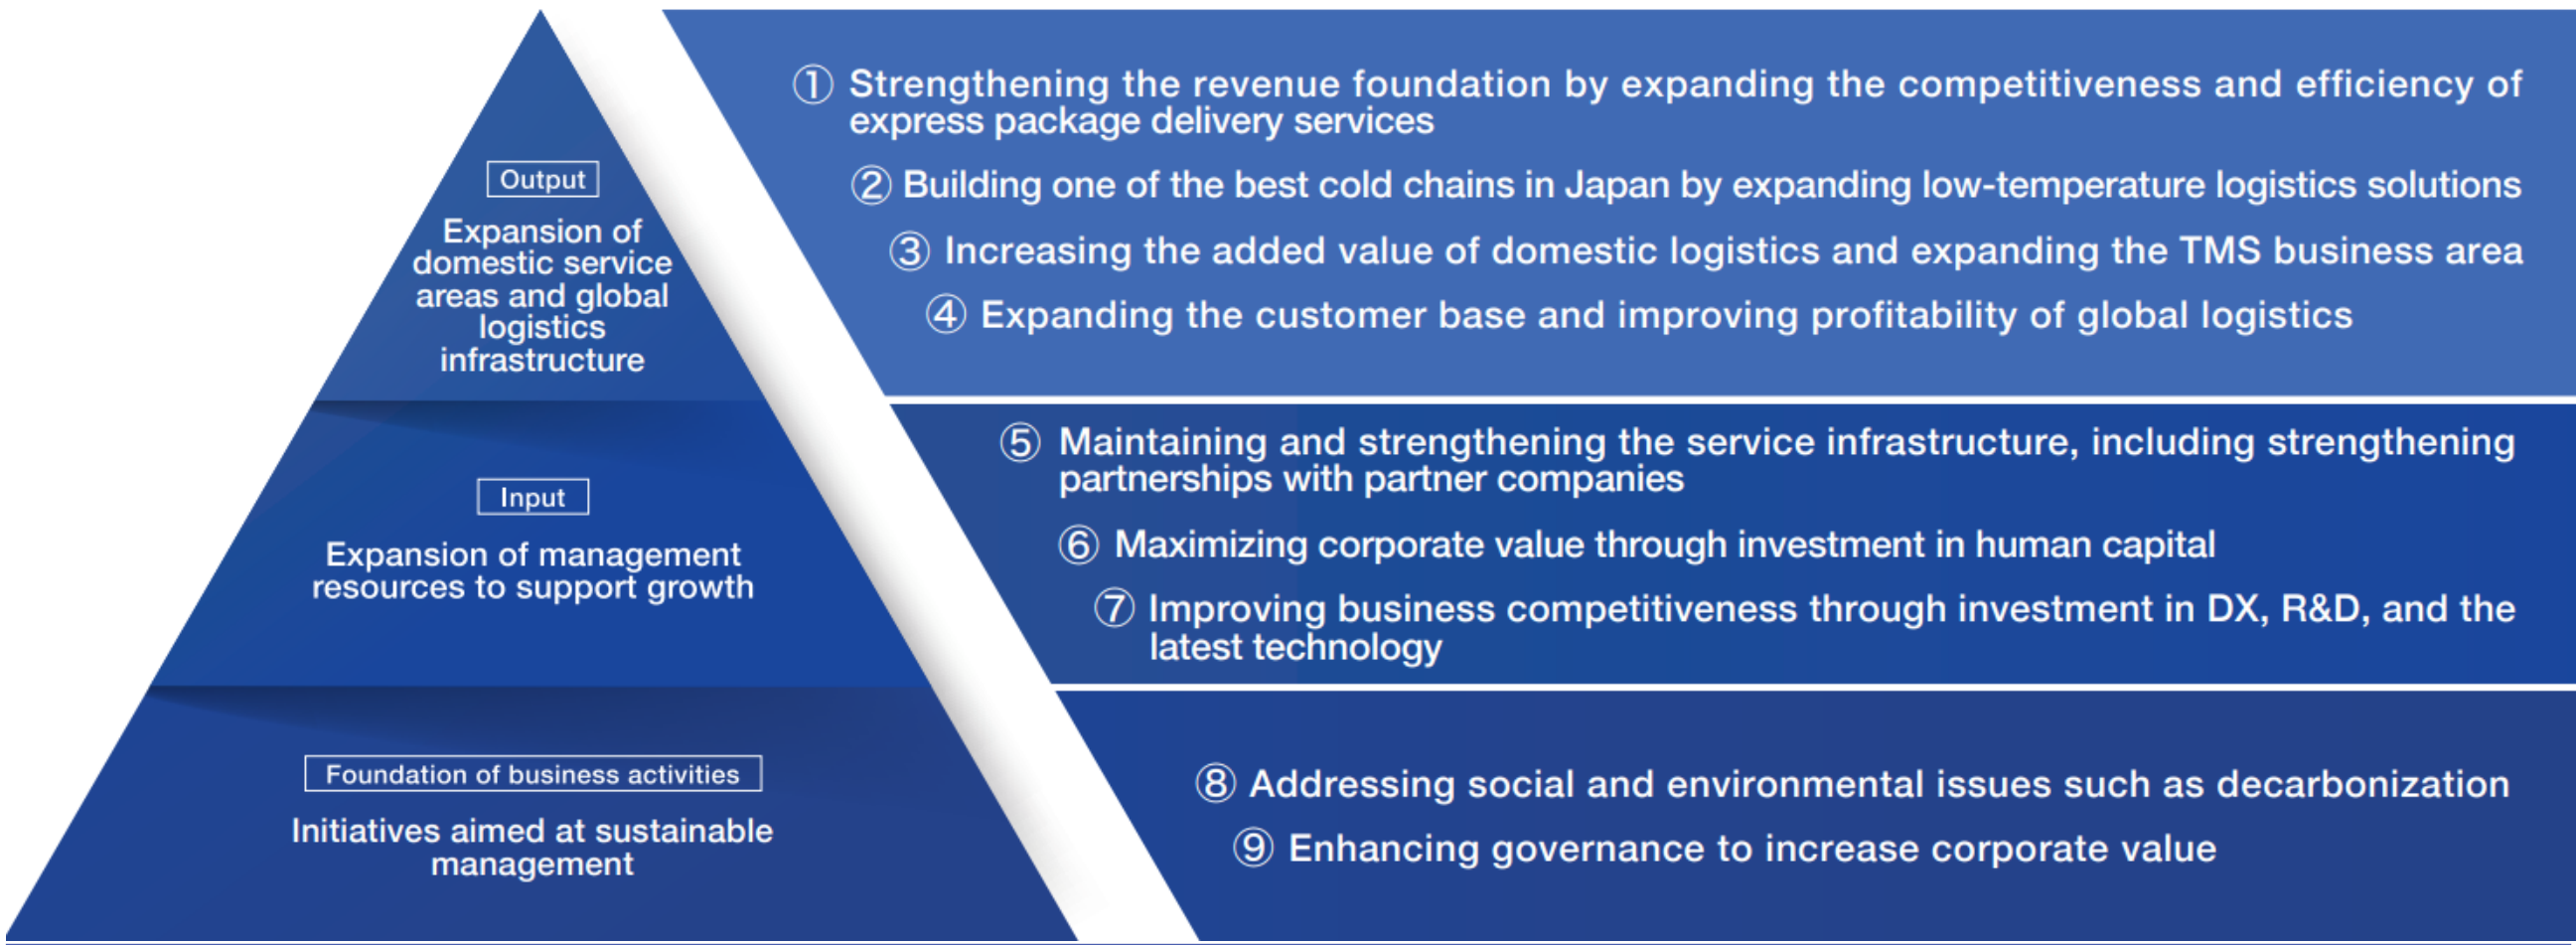 Output
Expansion of
domestic service
areas and global
logistics
infrastructure
① Strengthening the revenue foundation by expanding the competitiveness and efficiency of
express package delivery services
② Building one of the best cold chains in Japan by expanding low-temperature logistics solutions
③ Increasing the added value of domestic logistics and expanding the TMS business area
④ Expanding the customer base and improving profitability of global logistics
Input
Expansion of management
resources to support growth
⑤ Maintaining and strengthening the service infrastructure, including strengthening
partnerships with partner companies
⑥ Maximizing corporate value through investment in human capital
⑦ Improving business competitiveness through investment in DX, R&D, and the
latest technology
Foundation of business activities
Initiatives aimed at sustainable
management
⑧ Addressing social and environmental issues such as decarbonization
⑨ Enhancing governance to increase corporate value